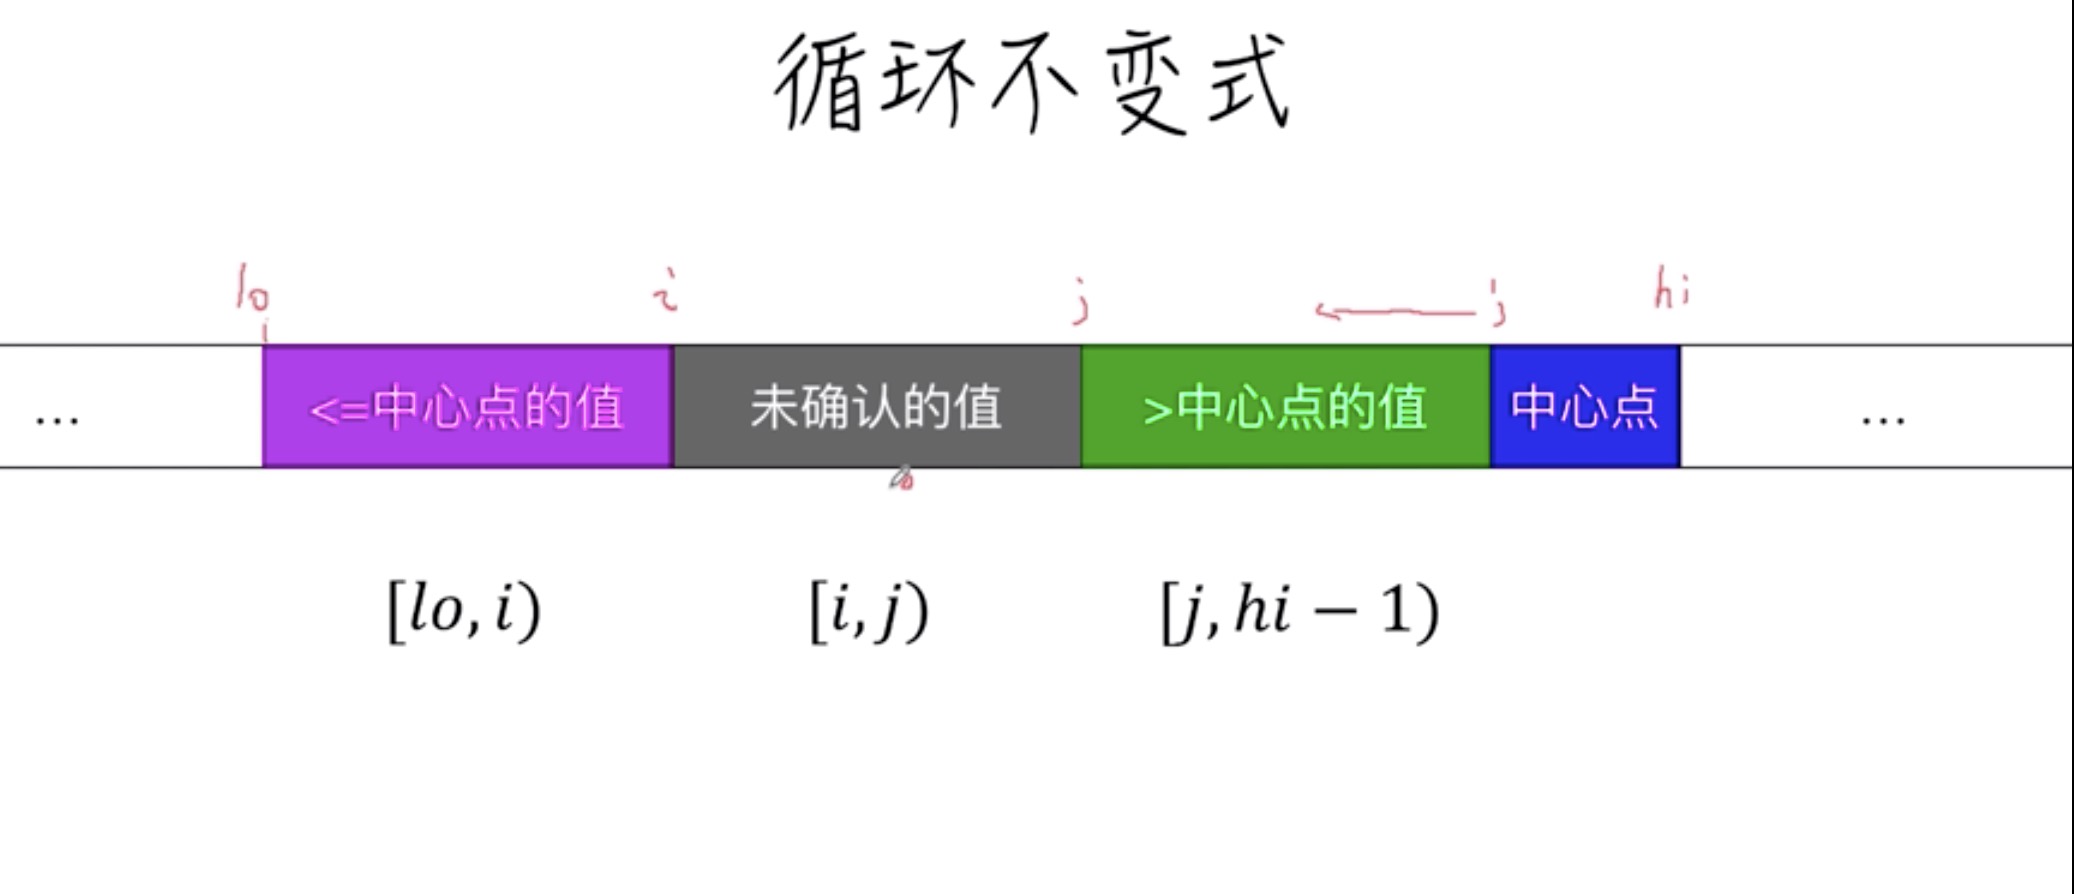 循环不变式
lo i j j hi
... <=中心点的值 未确认的值 >中心点的值 中心点 ...
[lo, i) [i, j) [j, hi − 1)